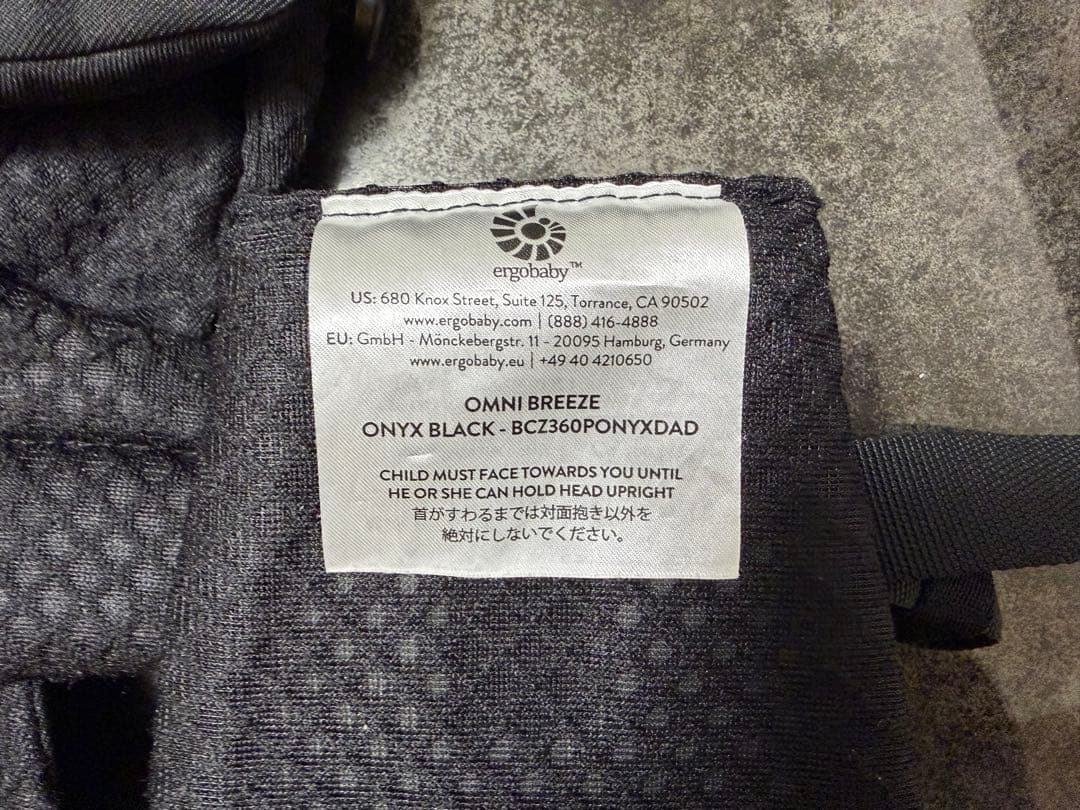 ergobaby™
US: 680 Knox Street, Suite 125, Torrance, CA 90502
www.ergobaby.com | (888) 416-4888
EU: GmbH - Mönckebergstr. 11 - 20095 Hamburg, Germany
www.ergobaby.eu | +49 40 4210650
OMNI BREEZE
ONYX BLACK - BCZ360PONYXDAD
CHILD MUST FACE TOWARDS YOU UNTIL
HE OR SHE CAN HOLD HEAD UPRIGHT
首がすわるまでは対面抱き以外を
絶対にしないでください。